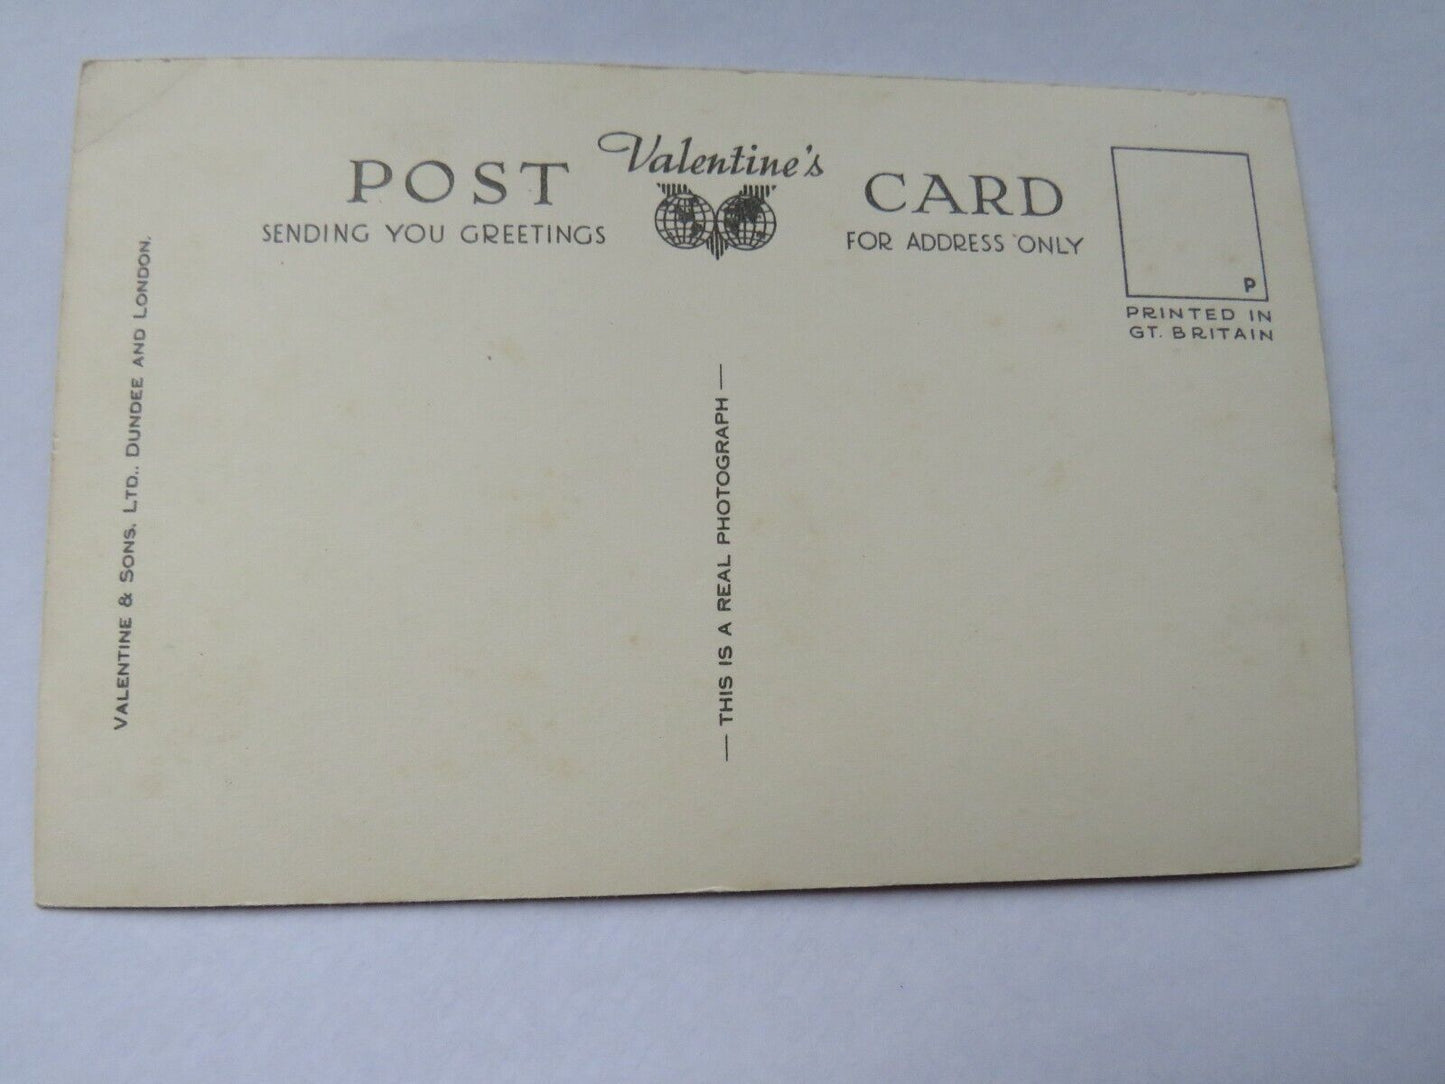 POST Valentine's CARD
SENDING YOU GREETINGS
FOR ADDRESS ONLY
P
PRINTED IN
GT. BRITAIN
VALENTINE & SONS, LTD., DUNDEE AND LONDON.
— THIS IS A REAL PHOTOGRAPH —